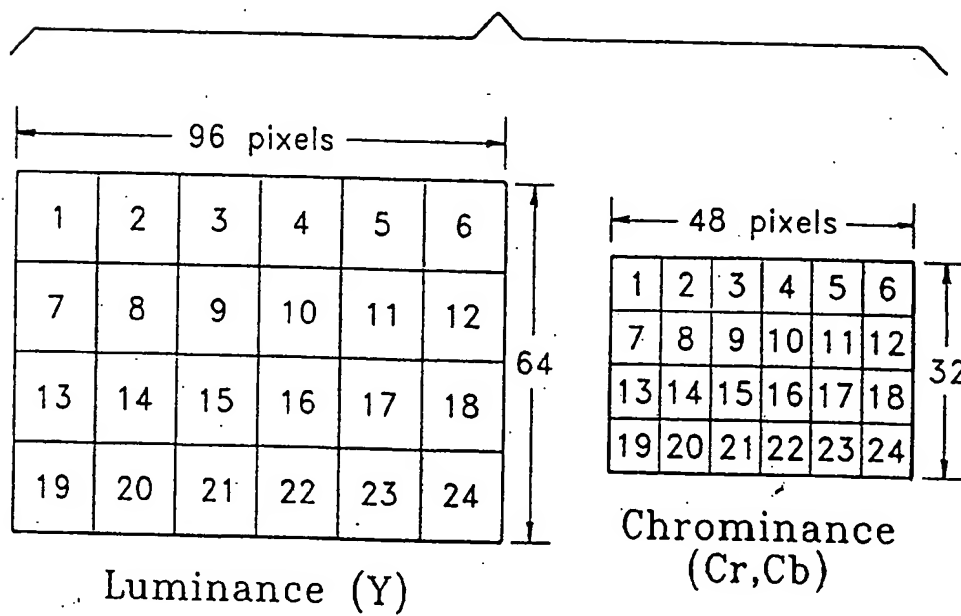 96 pixels
1 2 3 4 5 6
7 8 9 10 11 12
13 14 15 16 17 18
19 20 21 22 23 24
64
Luminance (Y)
48 pixels
1 2 3 4 5 6
7 8 9 10 11 12
13 14 15 16 17 18
19 20 21 22 23 24
32
Chrominance
(Cr,Cb)